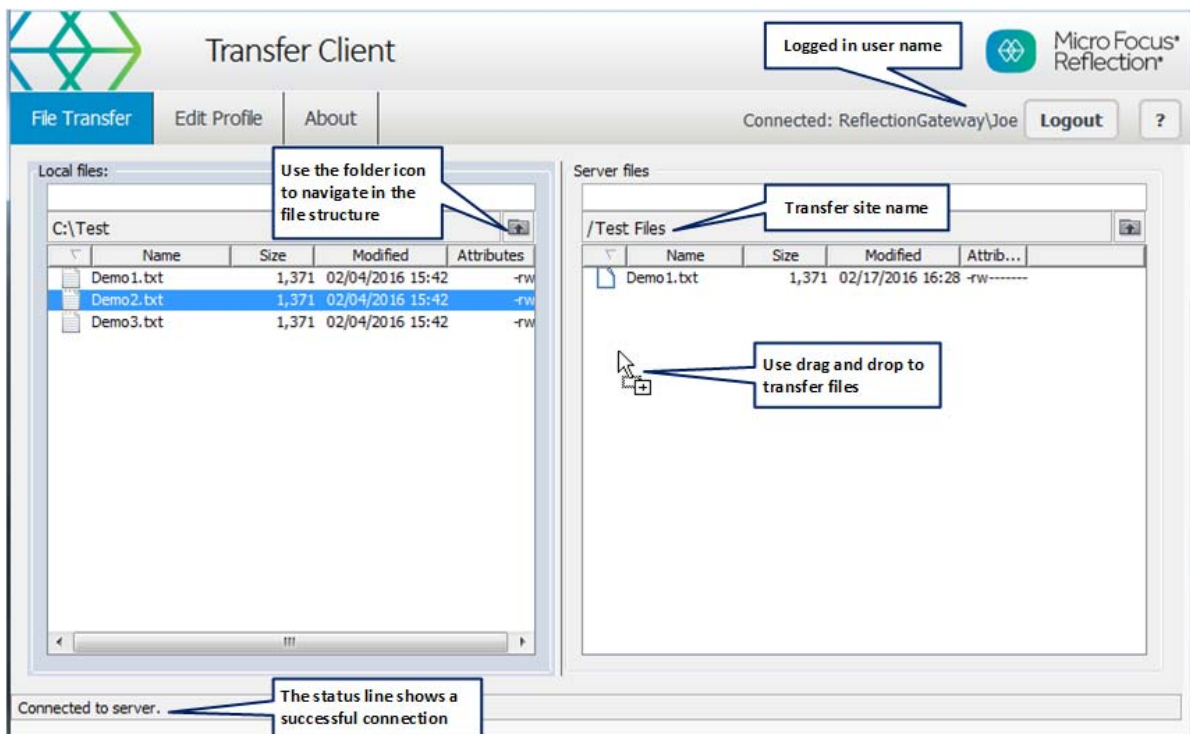 Transfer Client
Logged in user name
Micro Focus®
Reflection®
File Transfer
Edit Profile
About
Connected: ReflectionGateway\Joe
Logout
?
Local files:
Use the folder icon
to navigate in the
file structure
C:\Test
Name Size Modified Attributes
Demo1.txt 1,371 02/04/2016 15:42 -rw
Demo2.txt 1,371 02/04/2016 15:42 -rw
Demo3.txt 1,371 02/04/2016 15:42 -rw
Server files
Transfer site name
/Test Files
Name Size Modified Attrib...
Demo1.txt 1,371 02/17/2016 16:28 -rw-------
Use drag and drop to
transfer files
Connected to server.
The status line shows a
successful connection